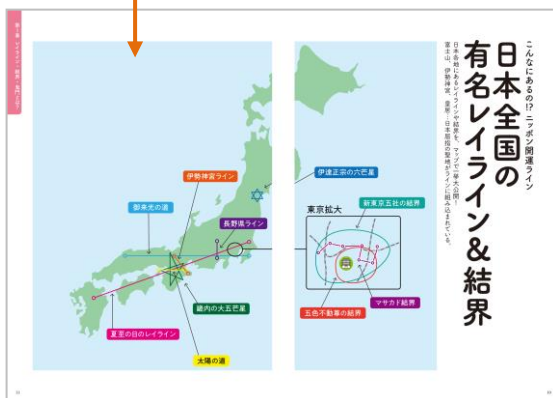 こんなにあるの!? ニッポン開運ライン
日本全国の
有名レイライン&結界
日本各地にあるレイラインや結界を、マップで一挙大公開!
富士山、伊勢神宮、皇居…日本屈指の聖地がラインに組み込まれている。
伊達正宗の六芒星
新東京五社の結界
東京拡大
マサカド結界
五色不動尊の結界
伊勢神宮ライン
御来光の道
長野県ライン
畿内の大五芒星
夏至の日のレイライン
太陽の道